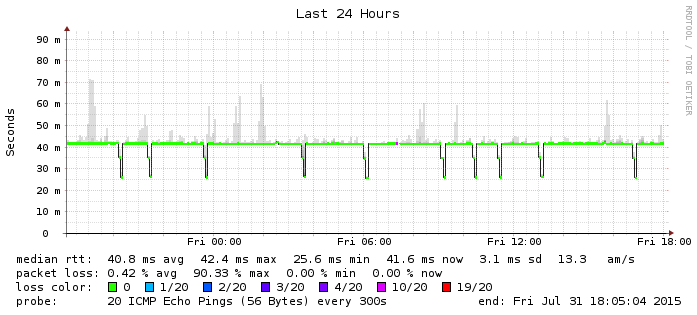 Last 24 Hours
RRDTOOL / TOBI OETIKER
Seconds
90 m
80 m
70 m
60 m
50 m
40 m
30 m
20 m
10 m
0
Fri 00:00 Fri 06:00 Fri 12:00 Fri 18:00
median rtt: 40.8 ms avg 42.4 ms max 25.6 ms min 41.6 ms now 3.1 ms sd 13.3 am/s
packet loss: 0.42 % avg 90.33 % max 0.00 % min 0.00 % now
loss color: 0 1/20 2/20 3/20 4/20 10/20 19/20
probe: 20 ICMP Echo Pings (56 Bytes) every 300s end: Fri Jul 31 18:05:04 2015